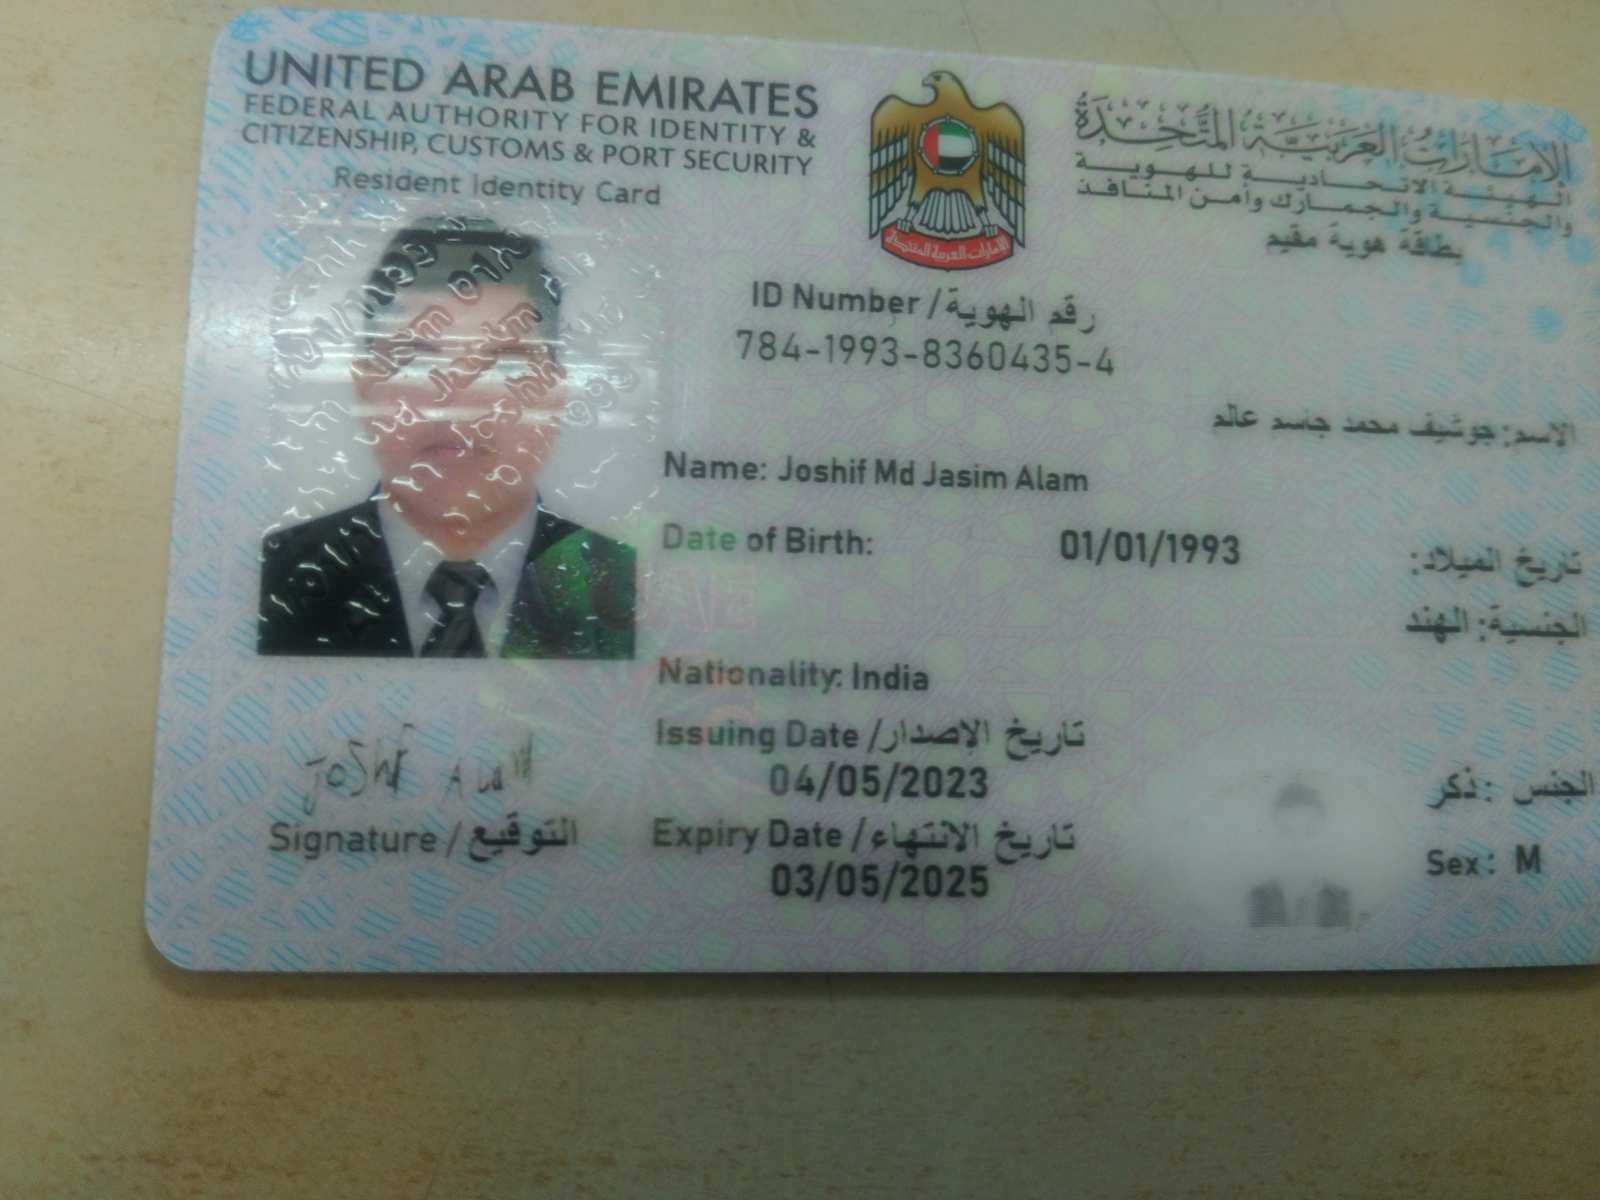 UNITED ARAB EMIRATES
FEDERAL AUTHORITY FOR IDENTITY &
CITIZENSHIP, CUSTOMS & PORT SECURITY
Resident Identity Card
الإمارات العربية المتحدة
الهيئة الاتحادية للهوية
والجنسية والجمارك وأمن المنافذ
بطاقة هوية مقيم
الإمارات العربية المتحدة
ID Number / رقم الهوية
784-1993-8360435-4
الاسم: جوشيف محمد جاسم عالم
Name: Joshif Md Jasim Alam
Date of Birth: 01/01/1993 تاريخ الميلاد:
الجنسية: الهند
Nationality: India
Issuing Date / تاريخ الإصدار
04/05/2023
Expiry Date / تاريخ الانتهاء
03/05/2025
الجنس: ذكر
Sex: M
Signature / التوقيع
UAE